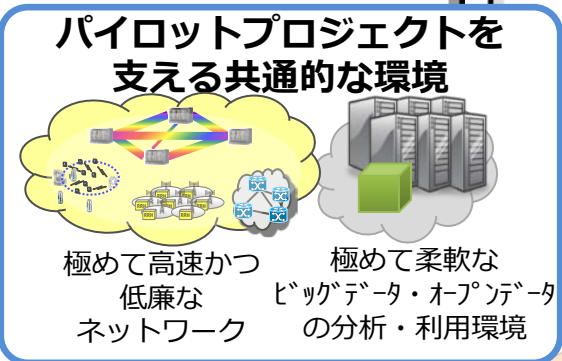 パイロットプロジェクトを
支える共通的な環境
極めて高速かつ
低廉な
ネットワーク
極めて柔軟な
ﾋﾞｯｸﾞﾃﾞｰﾀ・ｵｰﾌﾟﾝﾃﾞｰﾀ
の分析・利用環境